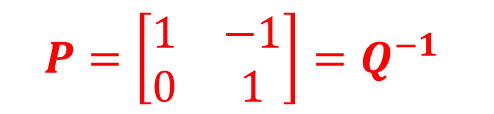 P = [1 −1
0 1] = Q⁻¹